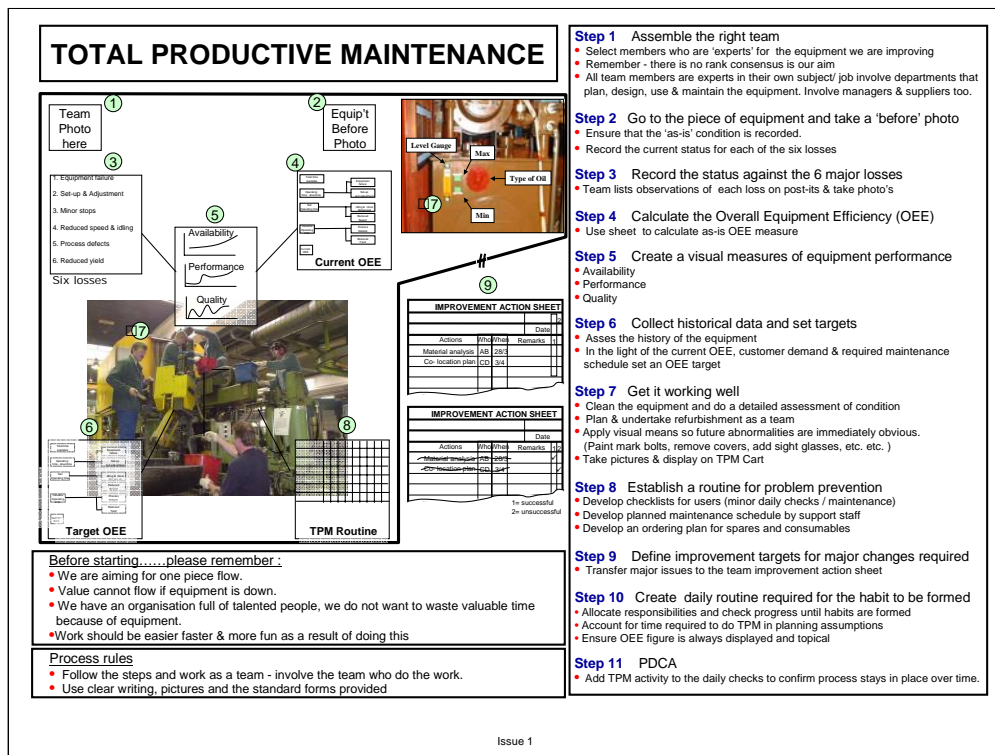 TOTAL PRODUCTIVE MAINTENANCE
1
Team
Photo
here
2
Equip't
Before
Photo
Level Gauge
Max
Type of Oil
Min
7
3
1. Equipment failure
2. Set-up & Adjustment
3. Minor stops
4. Reduced speed & idling
5. Process defects
6. Reduced yield
Six losses
5
Availability
Performance
Quality
4
Current OEE
7
6
Target OEE
8
TPM Routine
9
IMPROVEMENT ACTION SHEET
2
Date
Actions Who When Remarks 1
Material analysis AB 28/3
Co- location plan CD 3/4
IMPROVEMENT ACTION SHEET
Date
Actions Who When Remarks 1 2
Material analysis AB 28/3
Co- location plan CD 3/4
1= successful
2= unsuccessful
Before starting……please remember :
• We are aiming for one piece flow.
• Value cannot flow if equipment is down.
• We have an organisation full of talented people, we do not want to waste valuable time
because of equipment.
•Work should be easier faster & more fun as a result of doing this
Process rules
• Follow the steps and work as a team - involve the team who do the work.
• Use clear writing, pictures and the standard forms provided
Step 1 Assemble the right team
• Select members who are 'experts' for the equipment we are improving
• Remember - there is no rank consensus is our aim
• All team members are experts in their own subject/ job involve departments that
plan, design, use & maintain the equipment. Involve managers & suppliers too.
Step 2 Go to the piece of equipment and take a 'before' photo
• Ensure that the 'as-is' condition is recorded.
• Record the current status for each of the six losses
Step 3 Record the status against the 6 major losses
• Team lists observations of each loss on post-its & take photo's
Step 4 Calculate the Overall Equipment Efficiency (OEE)
• Use sheet to calculate as-is OEE measure
Step 5 Create a visual measures of equipment performance
• Availability
• Performance
• Quality
Step 6 Collect historical data and set targets
• Asses the history of the equipment
• In the light of the current OEE, customer demand & required maintenance
schedule set an OEE target
Step 7 Get it working well
• Clean the equipment and do a detailed assessment of condition
• Plan & undertake refurbishment as a team
• Apply visual means so future abnormalities are immediately obvious.
(Paint mark bolts, remove covers, add sight glasses, etc. etc. )
• Take pictures & display on TPM Cart
Step 8 Establish a routine for problem prevention
• Develop checklists for users (minor daily checks / maintenance)
• Develop planned maintenance schedule by support staff
• Develop an ordering plan for spares and consumables
Step 9 Define improvement targets for major changes required
• Transfer major issues to the team improvement action sheet
Step 10 Create daily routine required for the habit to be formed
• Allocate responsibilities and check progress until habits are formed
• Account for time required to do TPM in planning assumptions
• Ensure OEE figure is always displayed and topical
Step 11 PDCA
• Add TPM activity to the daily checks to confirm process stays in place over time.
Issue 1